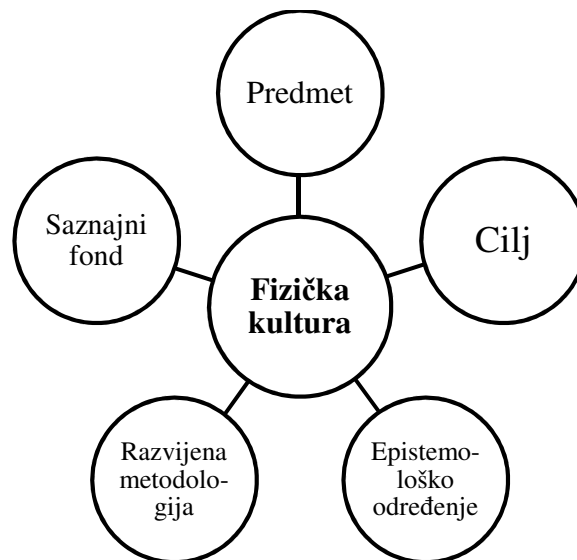 Predmet
Saznajni
fond
Cilj
Fizička
kultura
Razvijena
metodolo-
gija
Epistemo-
loško
određenje